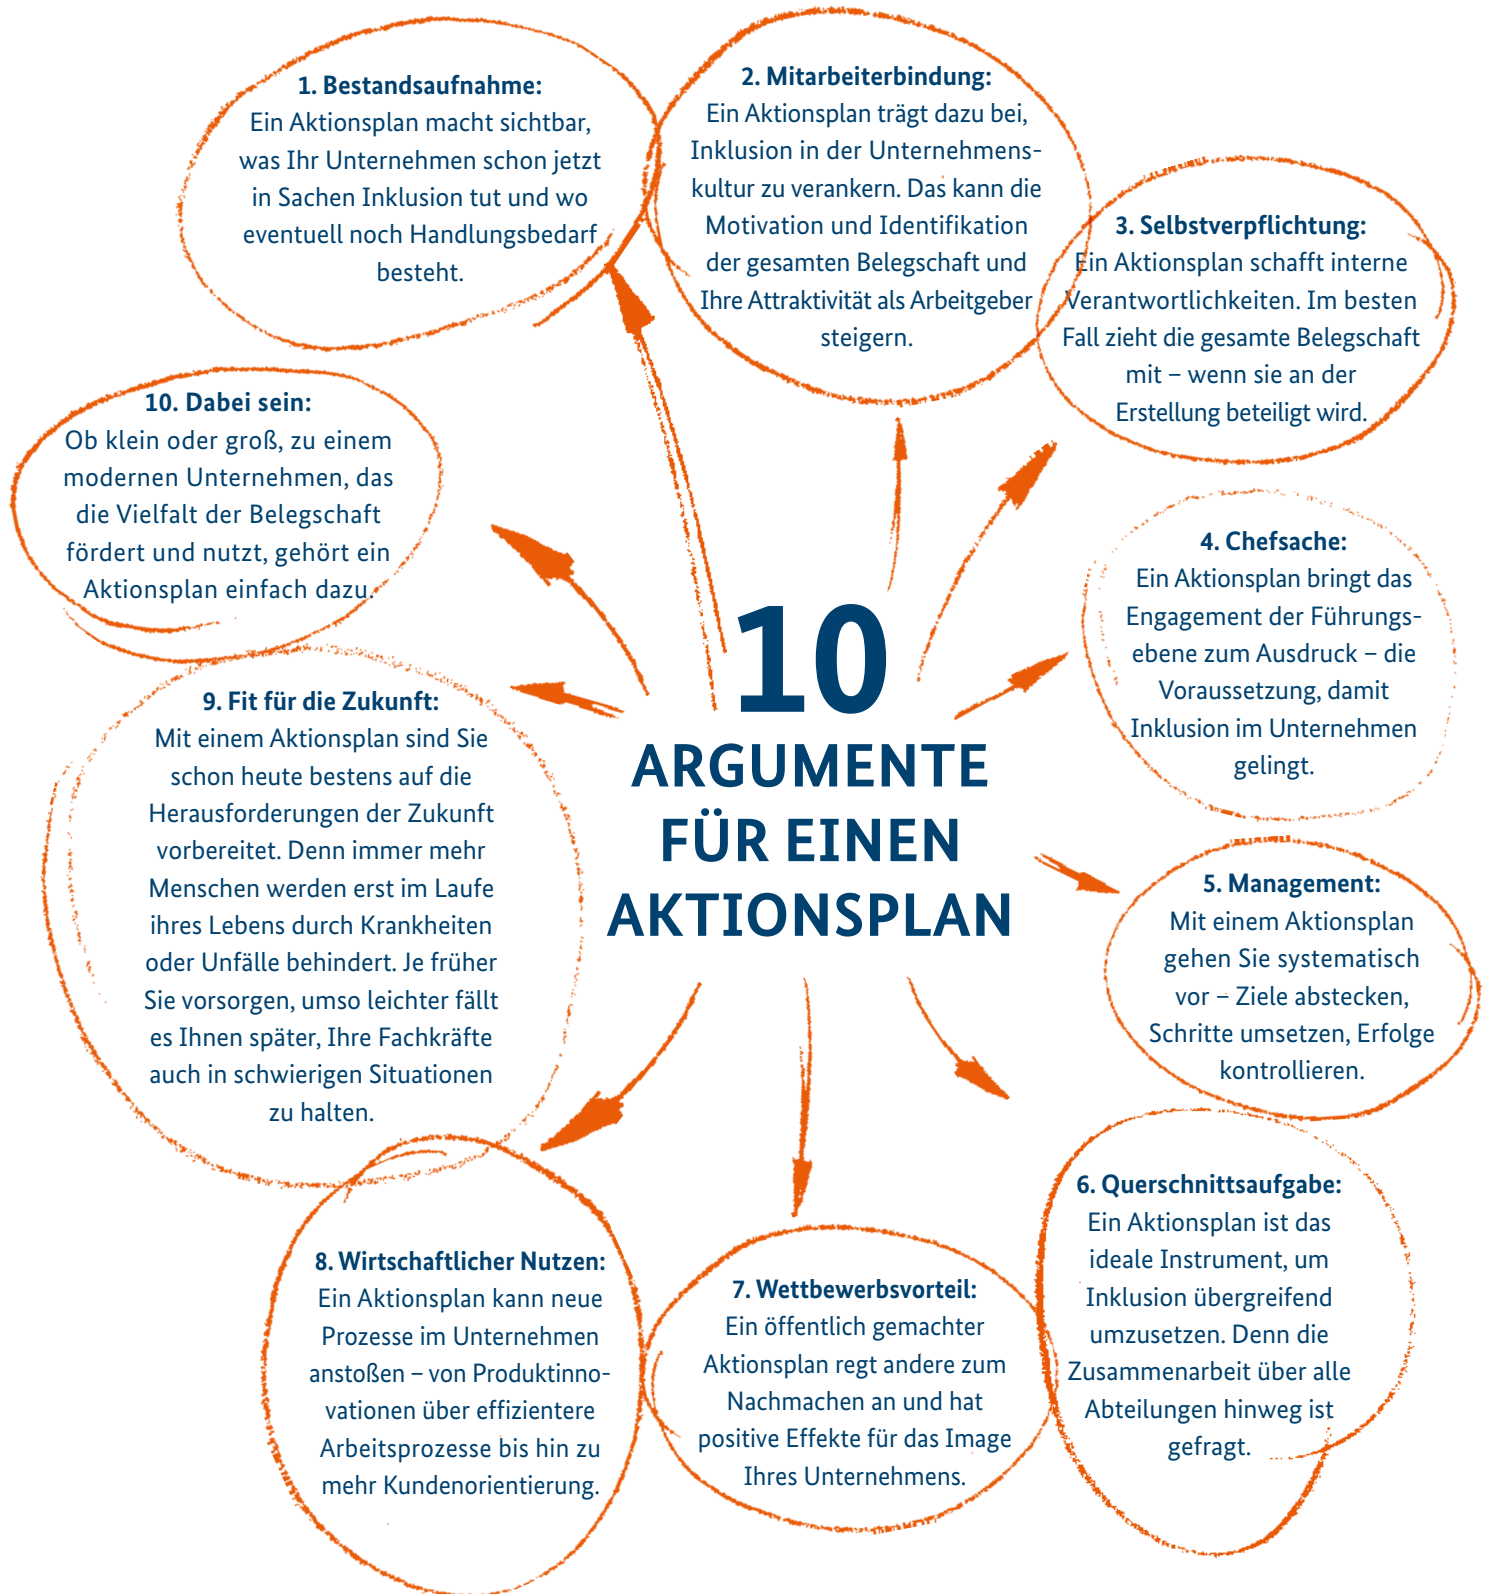 10
ARGUMENTE
FÜR EINEN
AKTIONSPLAN
1. Bestandsaufnahme:
Ein Aktionsplan macht sichtbar,
was Ihr Unternehmen schon jetzt
in Sachen Inklusion tut und wo
eventuell noch Handlungsbedarf
besteht.
2. Mitarbeiterbindung:
Ein Aktionsplan trägt dazu bei,
Inklusion in der Unternehmens-
kultur zu verankern. Das kann die
Motivation und Identifikation
der gesamten Belegschaft und
Ihre Attraktivität als Arbeitgeber
steigern.
3. Selbstverpflichtung:
Ein Aktionsplan schafft interne
Verantwortlichkeiten. Im besten
Fall zieht die gesamte Belegschaft
mit – wenn sie an der
Erstellung beteiligt wird.
4. Chefsache:
Ein Aktionsplan bringt das
Engagement der Führungs-
ebene zum Ausdruck – die
Voraussetzung, damit
Inklusion im Unternehmen
gelingt.
5. Management:
Mit einem Aktionsplan
gehen Sie systematisch
vor – Ziele abstecken,
Schritte umsetzen, Erfolge
kontrollieren.
6. Querschnittsaufgabe:
Ein Aktionsplan ist das
ideale Instrument, um
Inklusion übergreifend
umzusetzen. Denn die
Zusammenarbeit über alle
Abteilungen hinweg ist
gefragt.
7. Wettbewerbsvorteil:
Ein öffentlich gemachter
Aktionsplan regt andere zum
Nachmachen an und hat
positive Effekte für das Image
Ihres Unternehmens.
8. Wirtschaftlicher Nutzen:
Ein Aktionsplan kann neue
Prozesse im Unternehmen
anstoßen – von Produktinno-
vationen über effizientere
Arbeitsprozesse bis hin zu
mehr Kundenorientierung.
9. Fit für die Zukunft:
Mit einem Aktionsplan sind Sie
schon heute bestens auf die
Herausforderungen der Zukunft
vorbereitet. Denn immer mehr
Menschen werden erst im Laufe
ihres Lebens durch Krankheiten
oder Unfälle behindert. Je früher
Sie vorsorgen, umso leichter fällt
es Ihnen später, Ihre Fachkräfte
auch in schwierigen Situationen
zu halten.
10. Dabei sein:
Ob klein oder groß, zu einem
modernen Unternehmen, das
die Vielfalt der Belegschaft
fördert und nutzt, gehört ein
Aktionsplan einfach dazu.